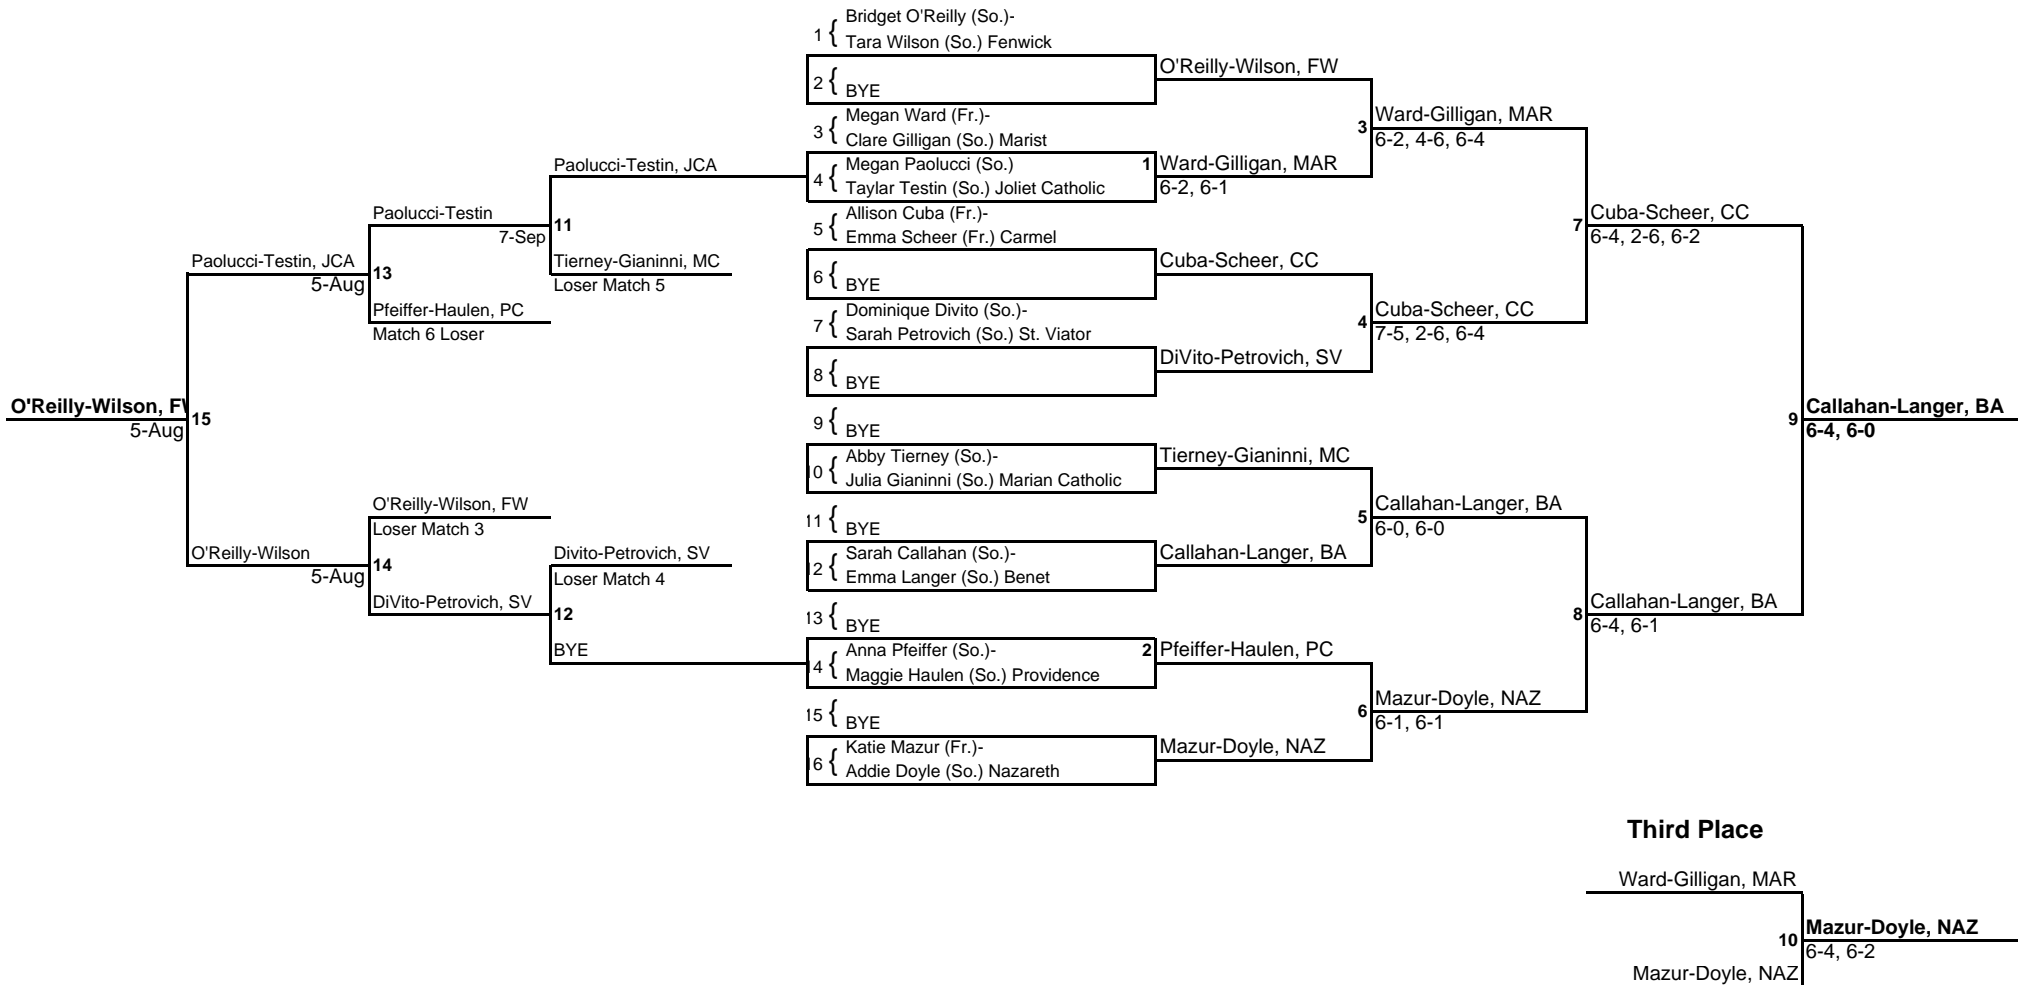 Bridget O'Reilly (So.)-
1 {
Tara Wilson (So.) Fenwick
O'Reilly-Wilson, FW
2 {
BYE
Megan Ward (Fr.)-
3 {
Clare Gilligan (So.) Marist
3
Ward-Gilligan, MAR
6-2, 4-6, 6-4
Paolucci-Testin, JCA
4 {
Megan Paolucci (So.)
Taylar Testin (So.) Joliet Catholic
1
Ward-Gilligan, MAR
6-2, 6-1
Paolucci-Testin
7-Sep
11
5 {
Allison Cuba (Fr.)-
Emma Scheer (Fr.) Carmel
7
Cuba-Scheer, CC
6-4, 2-6, 6-2
Paolucci-Testin, JCA
5-Aug
13
Tierney-Gianinni, MC
Loser Match 5
6 {
BYE
Cuba-Scheer, CC
Pfeiffer-Haulen, PC
Match 6 Loser
7 {
Dominique Divito (So.)-
Sarah Petrovich (So.) St. Viator
4
Cuba-Scheer, CC
7-5, 2-6, 6-4
8 {
BYE
DiVito-Petrovich, SV
O'Reilly-Wilson, F
5-Aug
15
9 {
BYE
9
Callahan-Langer, BA
6-4, 6-0
10 {
Abby Tierney (So.)-
Julia Gianinni (So.) Marian Catholic
Tierney-Gianinni, MC
O'Reilly-Wilson, FW
Loser Match 3
11 {
BYE
5
Callahan-Langer, BA
6-0, 6-0
O'Reilly-Wilson
5-Aug
14
Divito-Petrovich, SV
Loser Match 4
12 {
Sarah Callahan (So.)-
Emma Langer (So.) Benet
Callahan-Langer, BA
DiVito-Petrovich, SV
12
13 {
BYE
8
Callahan-Langer, BA
6-4, 6-1
BYE
14 {
Anna Pfeiffer (So.)-
Maggie Haulen (So.) Providence
2
Pfeiffer-Haulen, PC
15 {
BYE
6
Mazur-Doyle, NAZ
6-1, 6-1
16 {
Katie Mazur (Fr.)-
Addie Doyle (So.) Nazareth
Mazur-Doyle, NAZ
Third Place
Ward-Gilligan, MAR
10
Mazur-Doyle, NAZ
6-4, 6-2
Mazur-Doyle, NAZ